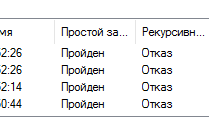 мя Простой за... Рекурсивн...
2:26 Пройден Отказ
2:26 Пройден Отказ
2:14 Пройден Отказ
0:44 Пройден Отказ